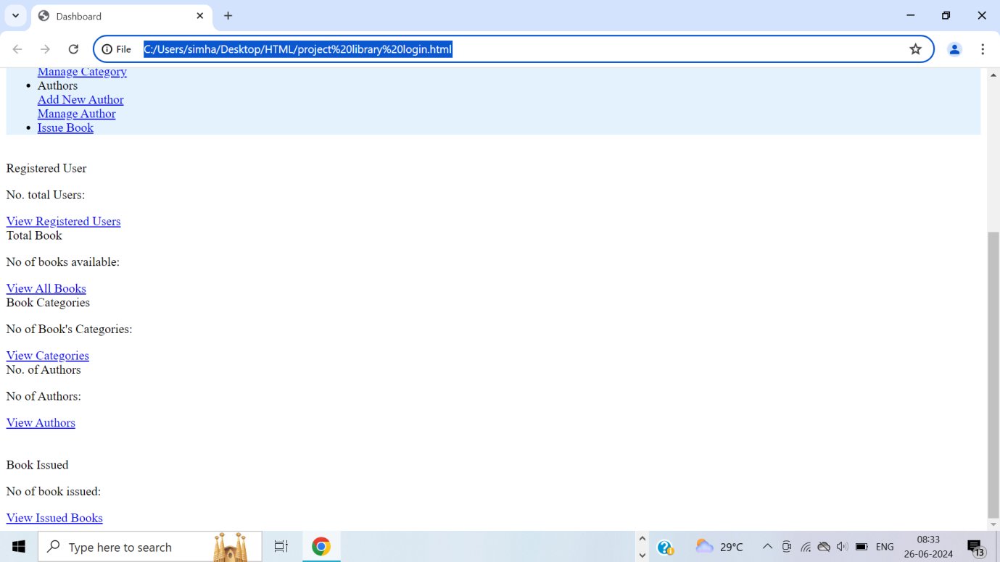 Dashboard
File C:/Users/simha/Desktop/HTML/project%20library%20login.html
Manage Category
Authors
Add New Author
Manage Author
Issue Book
Registered User
No. total Users:
View Registered Users
Total Book
No of books available:
View All Books
Book Categories
No of Book's Categories:
View Categories
No. of Authors
No of Authors:
View Authors
Book Issued
No of book issued:
View Issued Books
Type here to search
29°C
ENG
08:33
26-06-2024
13